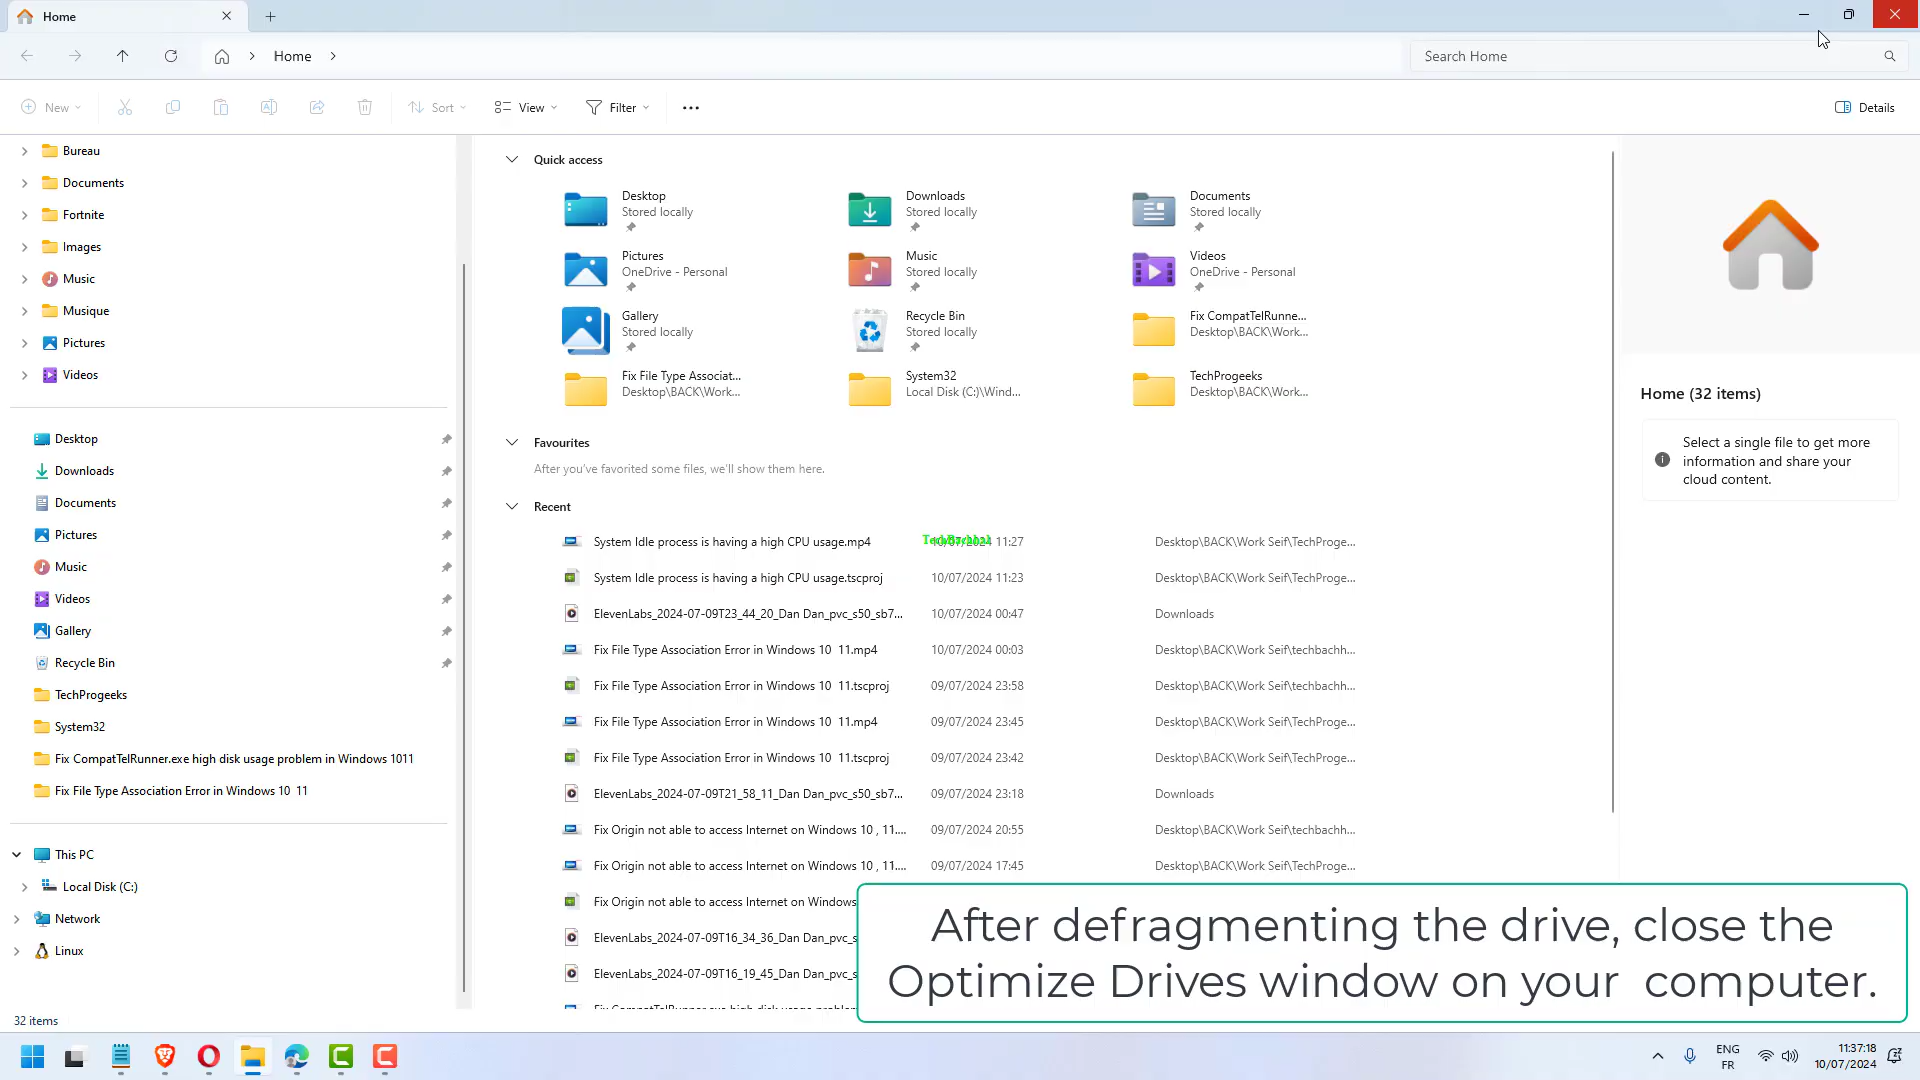 Home
Home
Search Home
New
Sort
View
Filter
Details
Bureau
Documents
Fortnite
Images
Music
Musique
Pictures
Videos
Desktop
Downloads
Documents
Pictures
Music
Videos
Gallery
Recycle Bin
TechProgeeks
System32
Fix CompatTelRunner.exe high disk usage problem in Windows 1011
Fix File Type Association Error in Windows 10 11
This PC
Local Disk (C:)
Network
Linux
32 items
Quick access
Desktop
Stored locally
Downloads
Stored locally
Documents
Stored locally
Pictures
OneDrive - Personal
Music
Stored locally
Videos
OneDrive - Personal
Gallery
Stored locally
Recycle Bin
Stored locally
Fix CompatTelRunne...
Desktop\BACK\Work...
Fix File Type Associat...
Desktop\BACK\Work...
System32
Local Disk (C:)\Wind...
TechProgeeks
Desktop\BACK\Work...
Favourites
After you've favorited some files, we'll show them here.
Recent
System Idle process is having a high CPU usage.mp4 10/07/2024 11:27 Desktop\BACK\Work Seif\TechProge...
System Idle process is having a high CPU usage.tscproj 10/07/2024 11:23 Desktop\BACK\Work Seif\TechProge...
ElevenLabs_2024-07-09T23_44_20_Dan Dan_pvc_s50_sb7... 10/07/2024 00:47 Downloads
Fix File Type Association Error in Windows 10 11.mp4 10/07/2024 00:03 Desktop\BACK\Work Seif\techbachh...
Fix File Type Association Error in Windows 10 11.tscproj 09/07/2024 23:58 Desktop\BACK\Work Seif\techbachh...
Fix File Type Association Error in Windows 10 11.mp4 09/07/2024 23:45 Desktop\BACK\Work Seif\TechProge...
Fix File Type Association Error in Windows 10 11.tscproj 09/07/2024 23:42 Desktop\BACK\Work Seif\TechProge...
ElevenLabs_2024-07-09T21_58_11_Dan Dan_pvc_s50_sb7... 09/07/2024 23:18 Downloads
Fix Origin not able to access Internet on Windows 10 , 11.... 09/07/2024 20:55 Desktop\BACK\Work Seif\techbachh...
Fix Origin not able to access Internet on Windows 10 , 11.... 09/07/2024 17:45 Desktop\BACK\Work Seif\TechProge...
Fix Origin not able to access Internet on Windows
ElevenLabs_2024-07-09T16_34_36_Dan Dan_pvc_s
ElevenLabs_2024-07-09T16_19_45_Dan Dan_pvc_s
Home (32 items)
Select a single file to get more
information and share your
cloud content.
After defragmenting the drive, close the
Optimize Drives window on your computer.
ENG
FR
11:37:18
10/07/2024